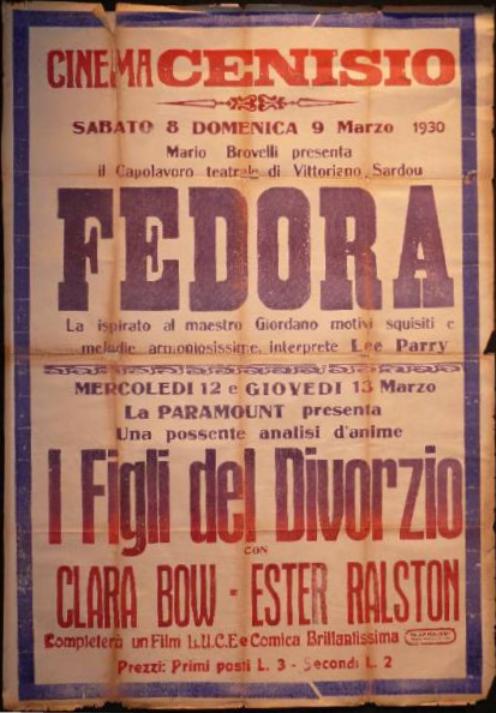 CINEMA CENISIO
SABATO 8 DOMENICA 9 Marzo 1930
Mario Brovelli presenta
il Capolavoro teatrale di Vittoriano Sardou
FEDORA
La ispirato al maestro Giordano motivi squisiti e
melodie armoniosissime, interprete Lee Parry
MERCOLEDI 12 e GIOVEDI 13 Marzo
La PARAMOUNT presenta
Una possente analisi d'anime
I Figli del Divorzio
CON
CLARA BOW - ESTER RALSTON
Completerà un Film L.U.C.E e Comica Brillantissima
Prezzi: Primi posti L. 3 - Secondi L. 2